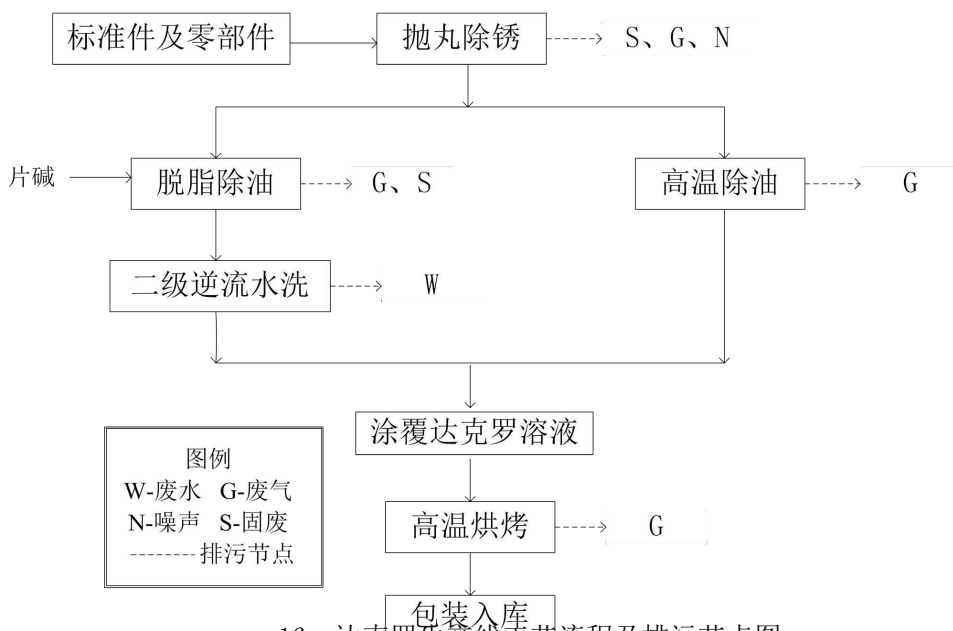 标准件及零部件
抛丸除锈
S、G、N
片碱
脱脂除油
G、S
高温除油
G
二级逆流水洗
W
涂覆达克罗溶液
图例
W-废水 G-废气
N-噪声 S-固废
-------排污节点
高温烘烤
G
包装入库